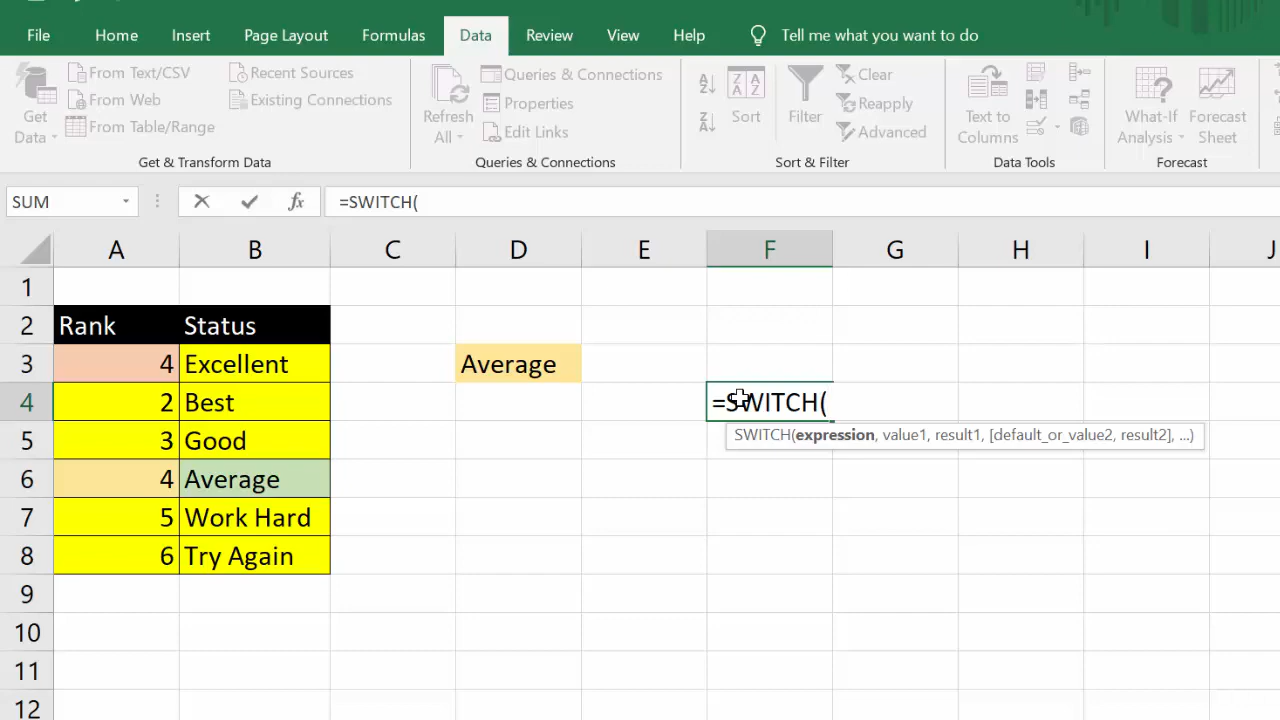 File Home Insert Page Layout Formulas Data Review View Help Tell me what you want to do
Get Data
From Text/CSV
From Web
From Table/Range
Recent Sources
Existing Connections
Get & Transform Data
Refresh All
Queries & Connections
Properties
Edit Links
Queries & Connections
Sort
Filter
Clear
Reapply
Advanced
Sort & Filter
Text to Columns
Data Tools
What-If Analysis
Forecast Sheet
Forecast
SUM fx =SWITCH(
A B C D E F G H I J
1
2 Rank Status
3 4 Excellent Average
4 2 Best =SWITCH(
SWITCH(expression, value1, result1, [default_or_value2, result2], ...)
5 3 Good
6 4 Average
7 5 Work Hard
8 6 Try Again
9
10
11
12